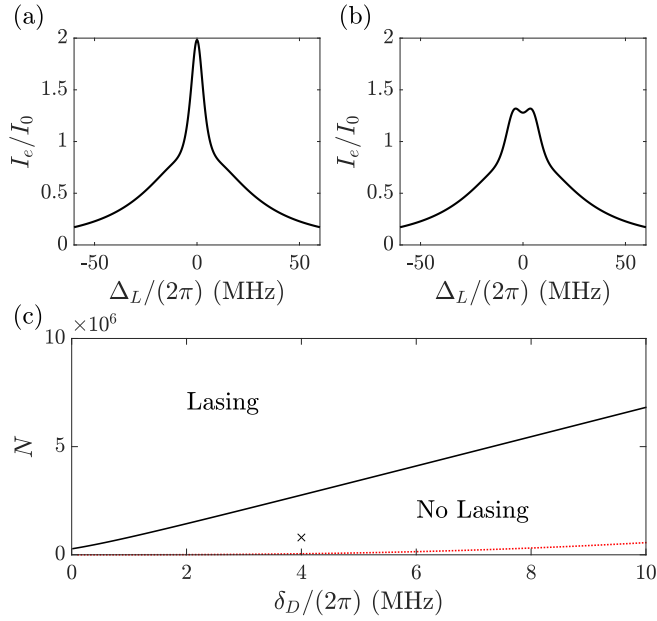 (a)
(b)
2
1.5
1
0.5
0
I_e/I_0
-50
0
50
Δ_L/(2π) (MHz)
2
1.5
1
0.5
0
I_e/I_0
-50
0
50
Δ_L/(2π) (MHz)
(c)
×10^6
10
5
0
N
Lasing
No Lasing
×
0
2
4
6
8
10
δ_D/(2π) (MHz)